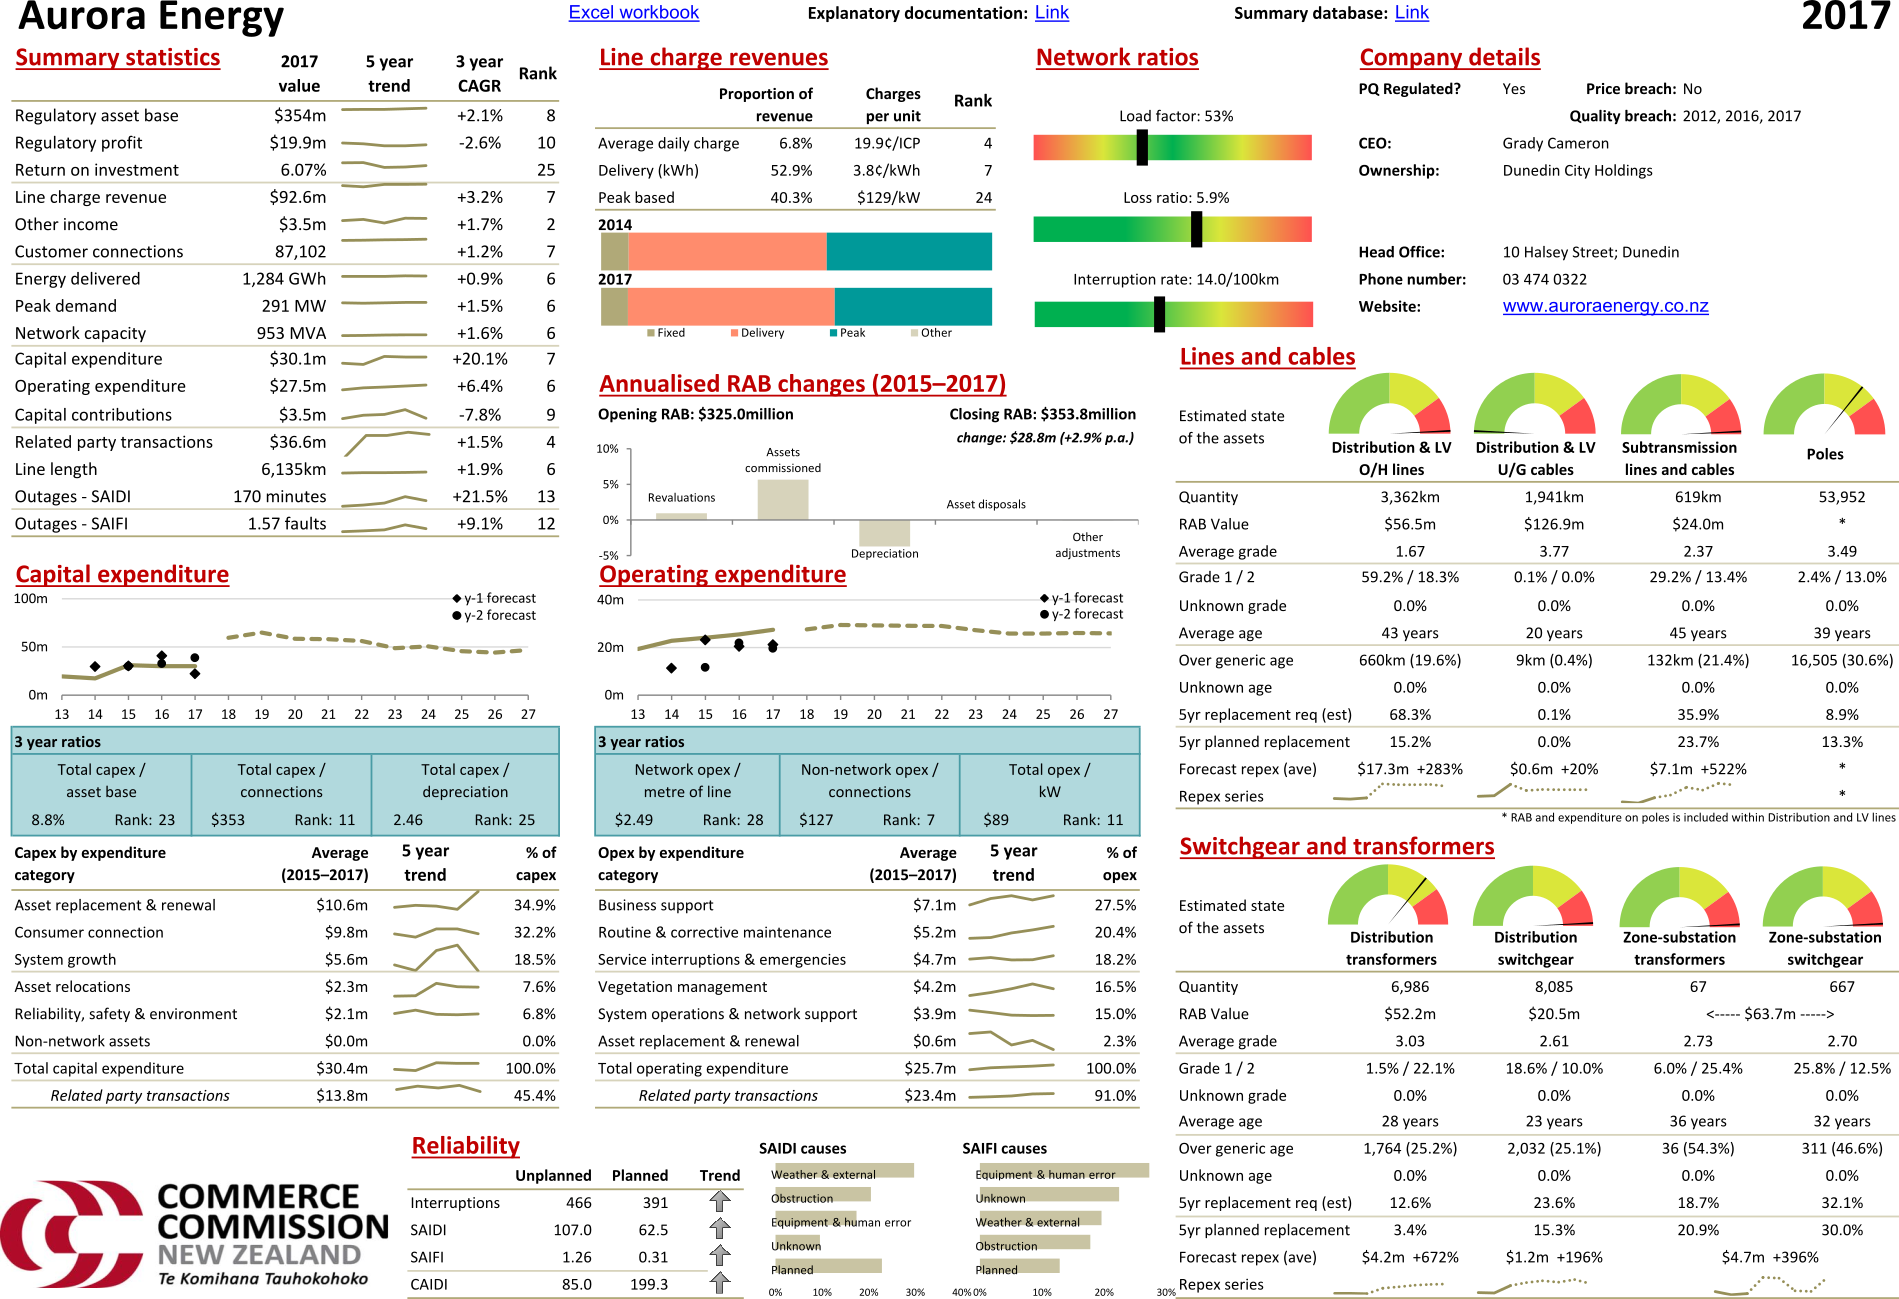 Aurora Energy
Excel workbook
Explanatory documentation: Link
Summary database: Link
2017
Summary statistics
2017 value
5 year trend
3 year CAGR
Rank
Regulatory asset base $354m +2.1% 8
Regulatory profit $19.9m -2.6% 10
Return on investment 6.07% 25
Line charge revenue $92.6m +3.2% 7
Other income $3.5m +1.7% 2
Customer connections 87,102 +1.2% 7
Energy delivered 1,284 GWh +0.9% 6
Peak demand 291 MW +1.5% 6
Network capacity 953 MVA +1.6% 6
Capital expenditure $30.1m +20.1% 7
Operating expenditure $27.5m +6.4% 6
Capital contributions $3.5m -7.8% 9
Related party transactions $36.6m +1.5% 4
Line length 6,135km +1.9% 6
Outages - SAIDI 170 minutes +21.5% 13
Outages - SAIFI 1.57 faults +9.1% 12
Line charge revenues
Proportion of revenue
Charges per unit
Rank
Average daily charge 6.8% 19.9¢/ICP 4
Delivery (kWh) 52.9% 3.8¢/kWh 7
Peak based 40.3% $129/kW 24
2014
2017
Fixed Delivery Peak Other
Network ratios
Load factor: 53%
Loss ratio: 5.9%
Interruption rate: 14.0/100km
Company details
PQ Regulated? Yes Price breach: No
Quality breach: 2012, 2016, 2017
CEO: Grady Cameron
Ownership: Dunedin City Holdings
Head Office: 10 Halsey Street; Dunedin
Phone number: 03 474 0322
Website: www.auroraenergy.co.nz
Annualised RAB changes (2015–2017)
Opening RAB: $325.0million Closing RAB: $353.8million
change: $28.8m (+2.9% p.a.)
10%
5%
0%
-5%
Revaluations
Assets commissioned
Depreciation
Asset disposals
Other adjustments
Capital expenditure
100m
50m
0m
y-1 forecast
y-2 forecast
13 14 15 16 17 18 19 20 21 22 23 24 25 26 27
3 year ratios
Total capex / asset base
8.8% Rank: 23
Total capex / connections
$353 Rank: 11
Total capex / depreciation
2.46 Rank: 25
Capex by expenditure category
Average (2015–2017)
5 year trend
% of capex
Asset replacement & renewal $10.6m 34.9%
Consumer connection $9.8m 32.2%
System growth $5.6m 18.5%
Asset relocations $2.3m 7.6%
Reliability, safety & environment $2.1m 6.8%
Non-network assets $0.0m 0.0%
Total capital expenditure $30.4m 100.0%
Related party transactions $13.8m 45.4%
Operating expenditure
40m
20m
0m
y-1 forecast
y-2 forecast
13 14 15 16 17 18 19 20 21 22 23 24 25 26 27
3 year ratios
Network opex / metre of line
$2.49 Rank: 28
Non-network opex / connections
$127 Rank: 7
Total opex / kW
$89 Rank: 11
Opex by expenditure category
Average (2015–2017)
5 year trend
% of opex
Business support $7.1m 27.5%
Routine & corrective maintenance $5.2m 20.4%
Service interruptions & emergencies $4.7m 18.2%
Vegetation management $4.2m 16.5%
System operations & network support $3.9m 15.0%
Asset replacement & renewal $0.6m 2.3%
Total operating expenditure $25.7m 100.0%
Related party transactions $23.4m 91.0%
Lines and cables
Estimated state of the assets
Distribution & LV O/H lines
Distribution & LV U/G cables
Subtransmission lines and cables
Poles
Quantity 3,362km 1,941km 619km 53,952
RAB Value $56.5m $126.9m $24.0m *
Average grade 1.67 3.77 2.37 3.49
Grade 1 / 2 59.2% / 18.3% 0.1% / 0.0% 29.2% / 13.4% 2.4% / 13.0%
Unknown grade 0.0% 0.0% 0.0% 0.0%
Average age 43 years 20 years 45 years 39 years
Over generic age 660km (19.6%) 9km (0.4%) 132km (21.4%) 16,505 (30.6%)
Unknown age 0.0% 0.0% 0.0% 0.0%
5yr replacement req (est) 68.3% 0.1% 35.9% 8.9%
5yr planned replacement 15.2% 0.0% 23.7% 13.3%
Forecast repex (ave) $17.3m +283% $0.6m +20% $7.1m +522% *
Repex series *
* RAB and expenditure on poles is included within Distribution and LV lines
Switchgear and transformers
Estimated state of the assets
Distribution transformers
Distribution switchgear
Zone-substation transformers
Zone-substation switchgear
Quantity 6,986 8,085 67 667
RAB Value $52.2m $20.5m <----- $63.7m ----->
Average grade 3.03 2.61 2.73 2.70
Grade 1 / 2 1.5% / 22.1% 18.6% / 10.0% 6.0% / 25.4% 25.8% / 12.5%
Unknown grade 0.0% 0.0% 0.0% 0.0%
Average age 28 years 23 years 36 years 32 years
Over generic age 1,764 (25.2%) 2,032 (25.1%) 36 (54.3%) 311 (46.6%)
Unknown age 0.0% 0.0% 0.0% 0.0%
5yr replacement req (est) 12.6% 23.6% 18.7% 32.1%
5yr planned replacement 3.4% 15.3% 20.9% 30.0%
Forecast repex (ave) $4.2m +672% $1.2m +196% $4.7m +396%
Repex series
COMMERCE
COMMISSION
NEW ZEALAND
Te Komihana Tauhokohoko
Reliability
Unplanned Planned Trend
Interruptions 466 391
SAIDI 107.0 62.5
SAIFI 1.26 0.31
CAIDI 85.0 199.3
SAIDI causes
Weather & external
Obstruction
Equipment & human error
Unknown
Planned
0% 10% 20% 30% 40%
SAIFI causes
Equipment & human error
Unknown
Weather & external
Obstruction
Planned
0% 10% 20% 30%